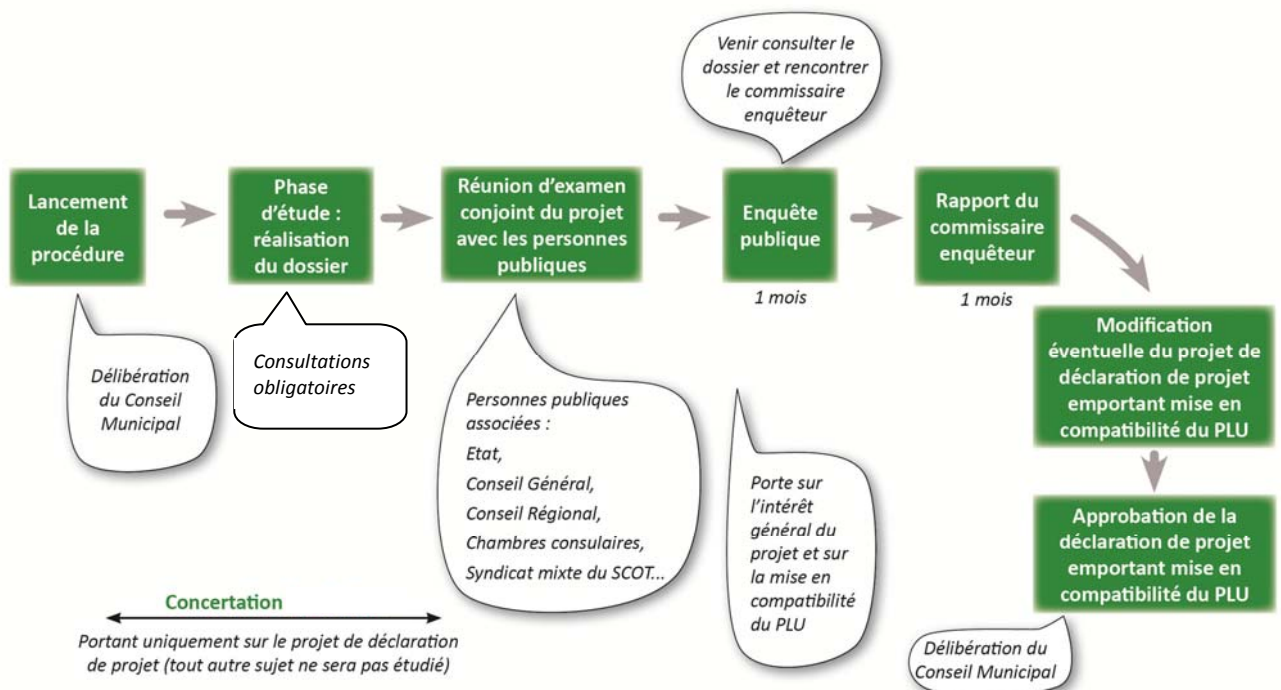 Venir consulter le
dossier et rencontrer
le commissaire
enquêteur
Lancement
de la
procédure
Phase
d'étude :
réalisation
du dossier
Réunion d'examen
conjoint du projet
avec les personnes
publiques
Enquête
publique
Rapport du
commissaire
enquêteur
1 mois
1 mois
Délibération
du Conseil
Municipal
Consultations
obligatoires
Personnes publiques
associées :
Etat,
Conseil Général,
Conseil Régional,
Chambres consulaires,
Syndicat mixte du SCOT...
Porte sur
l'intérêt
général du
projet et sur
la mise en
compatibilité
du PLU
Modification
éventuelle du projet de
déclaration de projet
emportant mise en
compatibilité du PLU
Approbation de la
déclaration de projet
emportant mise en
compatibilité du PLU
Délibération du
Conseil Municipal
Concertation
Portant uniquement sur le projet de déclaration
de projet (tout autre sujet ne sera pas étudié)